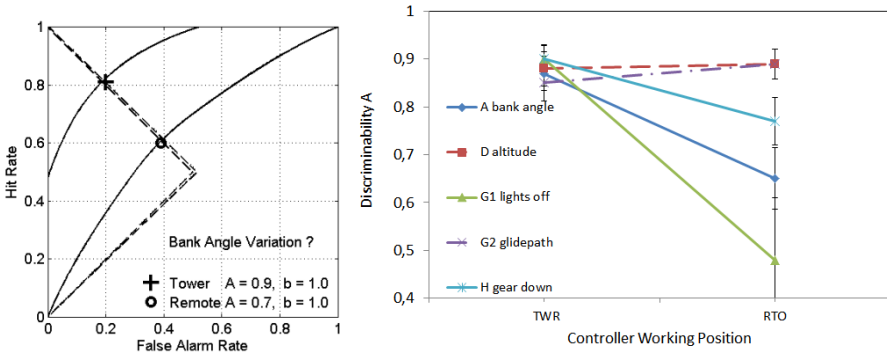 1
0.8
0.6
0.4
0.2
0
Hit Rate
Bank Angle Variation ?
Tower A = 0.9, b = 1.0
Remote A = 0.7, b = 1.0
0 0.2 0.4 0.6 0.8 1
False Alarm Rate
1
0,9
0,8
0,7
0,6
0,5
0,4
Discriminability A
A bank angle
D altitude
G1 lights off
G2 glidepath
H gear down
TWR RTO
Controller Working Position